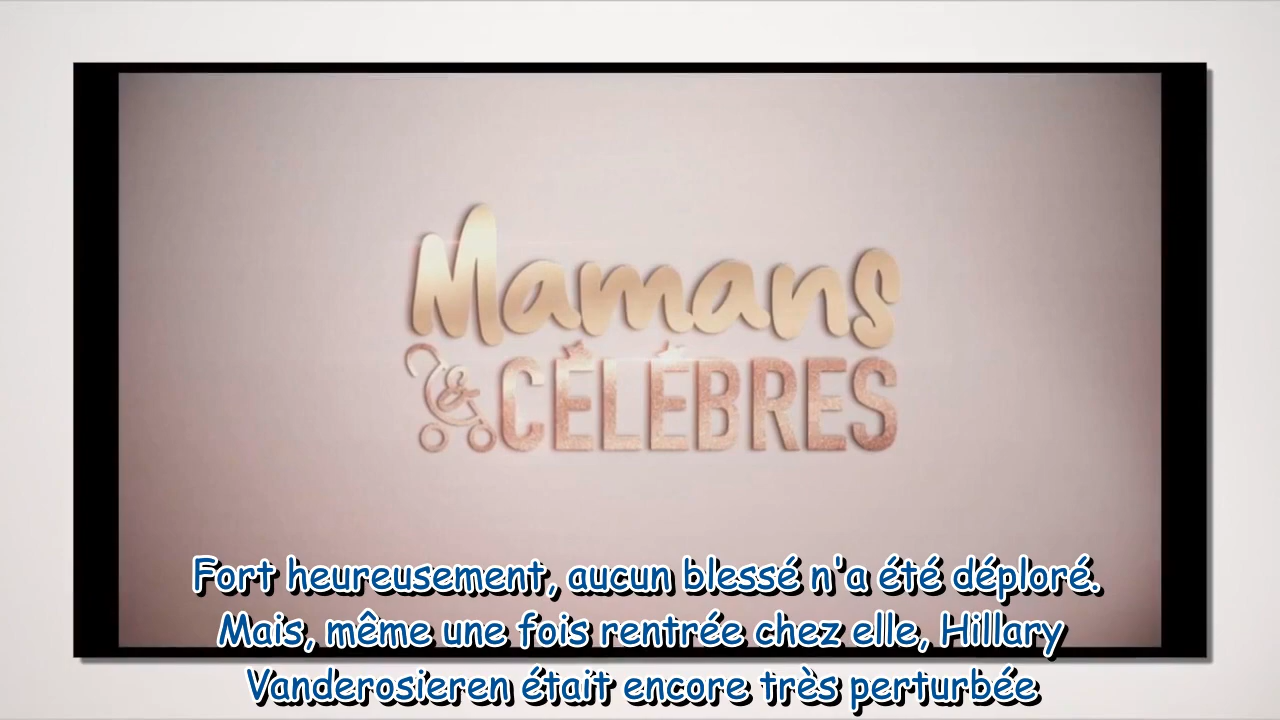 Mamans
& CÉLÈBRES
Fort heureusement, aucun blessé n'a été déploré.
Mais, même une fois rentrée chez elle, Hillary
Vanderosieren était encore très perturbée